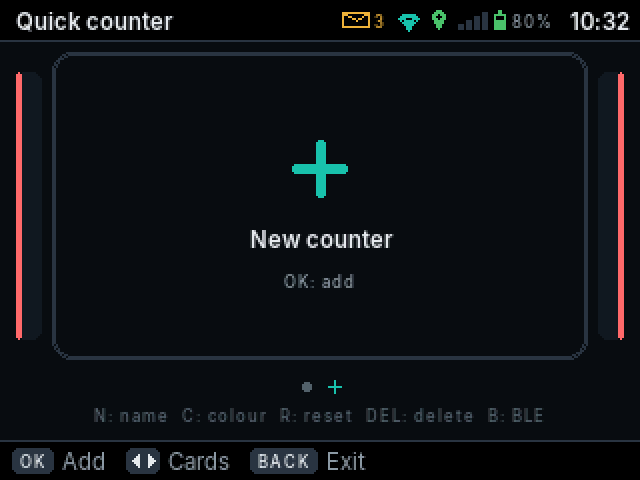 Quick counter 3 80% 10:32
New counter
OK: add
N: name C: colour R: reset DEL: delete B: BLE
OK Add Cards BACK Exit